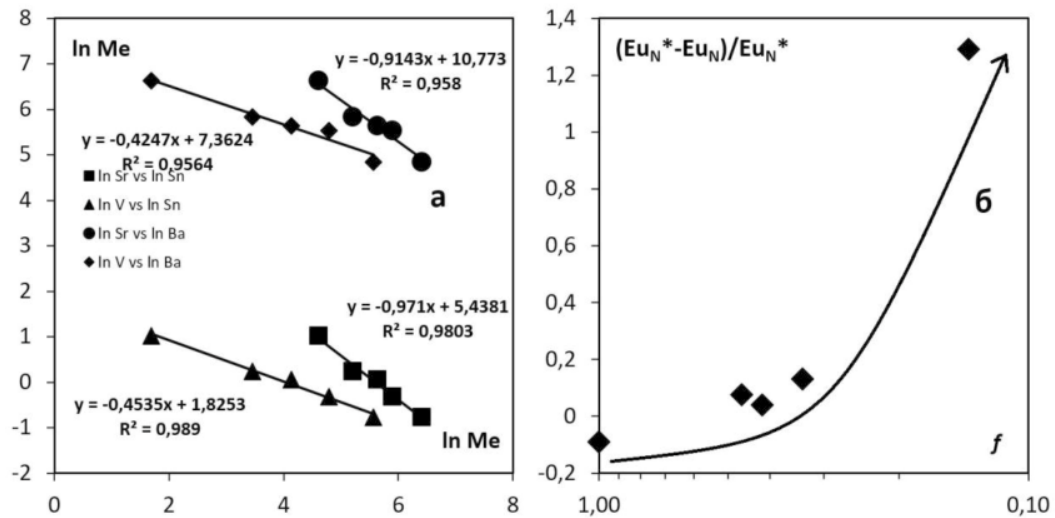 8
7
6
5
4
3
2
1
0
-1
-2
0
2
4
6
8
ln Me
y = -0,9143x + 10,773
R² = 0,958
y = -0,4247x + 7,3624
R² = 0,9564
ln Sr vs ln Sn
ln V vs ln Sn
ln Sr vs ln Ba
ln V vs ln Ba
а
y = -0,971x + 5,4381
R² = 0,9803
y = -0,4535x + 1,8253
R² = 0,989
ln Me
1,4
1,2
1
0,8
0,6
0,4
0,2
0
-0,2
(Eu_N*-Eu_N)/Eu_N*
б
f
1,00
0,10